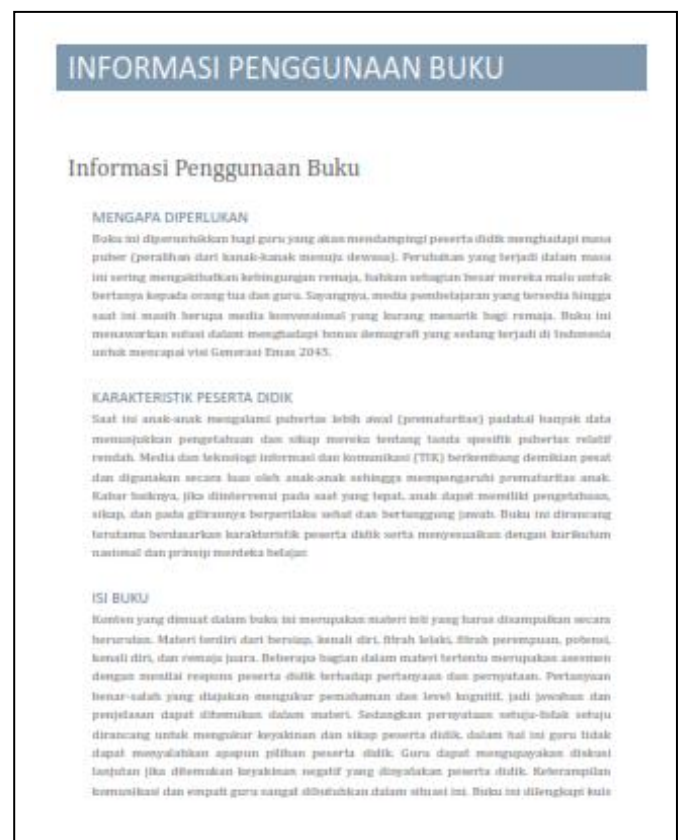 INFORMASI PENGGUNAAN BUKU
Informasi Penggunaan Buku
MENGAPA DIPERLUKAN
Buku ini diperuntukkan bagi guru yang akan mendampingi peserta didik menghadapi masa
puber (peralihan dari kanak-kanak menuju dewasa). Perubahan yang terjadi dalam masa
ini sering mengakibatkan kebingungan remaja, bahkan sebagian besar mereka malu untuk
bertanya kepada orang tua dan guru. Sayangnya, media pembelajaran yang tersedia hingga
saat ini masih berupa media konvensional yang kurang menarik bagi remaja. Buku ini
menawarkan solusi dalam menghadapi bonus demografi yang sedang terjadi di Indonesia
untuk mencapai visi Generasi Emas 2045.
KARAKTERISTIK PESERTA DIDIK
Saat ini anak-anak mengalami pubertas lebih awal (prematuritas) padahal banyak data
menunjukkan pengetahuan dan sikap mereka tentang tanda spesifik pubertas relatif
rendah. Media dan teknologi informasi dan komunikasi (TIK) berkembang demikian pesat
dan digunakan secara luas oleh anak-anak sehingga mempengaruhi prematuritas anak.
Kabar baiknya, jika diintervensi pada saat yang tepat, anak dapat memiliki pengetahuan,
sikap, dan pada gilirannya berperilaku sehat dan bertanggung jawab. Buku ini dirancang
terutama berdasarkan karakteristik peserta didik serta menyesuaikan dengan kurikulum
nasional dan prinsip merdeka belajar.
ISI BUKU
Konten yang dimuat dalam buku ini merupakan materi inti yang harus disampaikan secara
berurutan. Materi terdiri dari bersiap, kenali diri, fitrah lelaki, fitrah perempuan, potensi,
kenali diri, dan remaja juara. Beberapa bagian dalam materi tertentu merupakan asesmen
dengan menilai respons peserta didik terhadap pertanyaan dan pernyataan. Pertanyaan
benar-salah yang diajukan mengukur pemahaman dan level kognitif, jadi jawaban dan
penjelasan dapat ditemukan dalam materi. Sedangkan pernyataan setuju-tidak setuju
dirancang untuk mengukur keyakinan dan sikap peserta didik, dalam hal ini guru tidak
dapat menyalahkan apapun pilihan peserta didik. Guru dapat mengupayakan diskusi
lanjutan jika ditemukan keyakinan negatif yang dinyatakan peserta didik. Keterampilan
komunikasi dan empati guru sangat dibutuhkan dalam situasi ini. Buku ini dilengkapi kuis